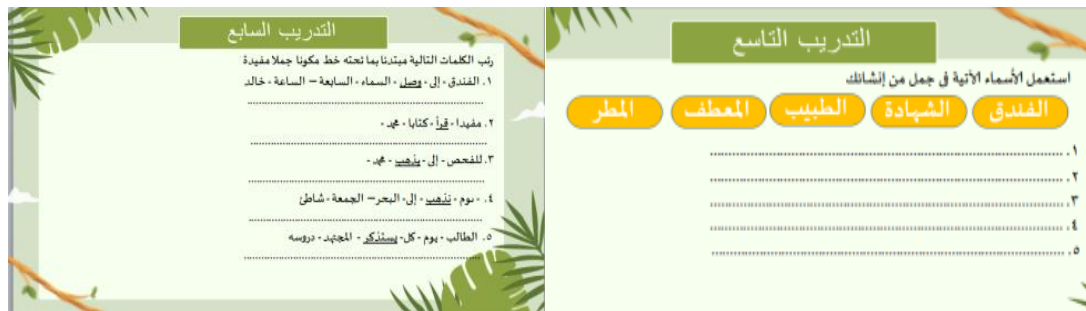 التدريب السابع
رتب الكلمات التالية مبتدئا بما تحته خط مكونا جملا مفيدة
١. الفندق - إلى - وصل - السماء - السابعة – الساعة - خالد
٢. مفيدا - قرأ - كتابا - محمد -
٣. للفحص - إلى - يذهب - محمد -
٤. - يوم - نذهب - إلى - البحر – الجمعة - شاطئ
٥. الطالب - يوم - كل - يستذكر - المجتهد - دروسه
التدريب التاسع
استعمل الأسماء الآتية في جمل من إنشائك
الفندق الشهادة الطبيب المعطف المطر
١.
٢.
٣.
٤.
٥.